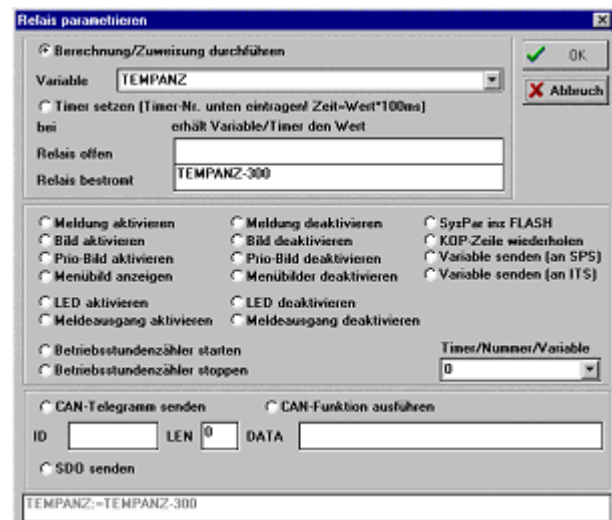 Relais parametrieren
Berechnung/Zuweisung durchführen
OK
Variable TEMPANZ
Abbruch
Timer setzen (Timer-Nr. unten eintragen! Zeit=Wert*100ms)
bei erhält Variable/Timer den Wert
Relais offen
Relais bestromt TEMPANZ-300
Meldung aktivieren Meldung deaktivieren SysPar ins FLASH
Bild aktivieren Bild deaktivieren KOP-Zeile wiederholen
Prio-Bild aktivieren Prio-Bild deaktivieren Variable senden (an SPS)
Menübild anzeigen Menübilder deaktivieren Variable senden (an ITS)
LED aktivieren LED deaktivieren
Meldeausgang aktivieren Meldeausgang deaktivieren
Betriebsstundenzähler starten Timer/Nummer/Variable
Betriebsstundenzähler stoppen 0
CAN-Telegramm senden CAN-Funktion ausführen
ID LEN 0 DATA
SDO senden
TEMPANZ:=TEMPANZ-300